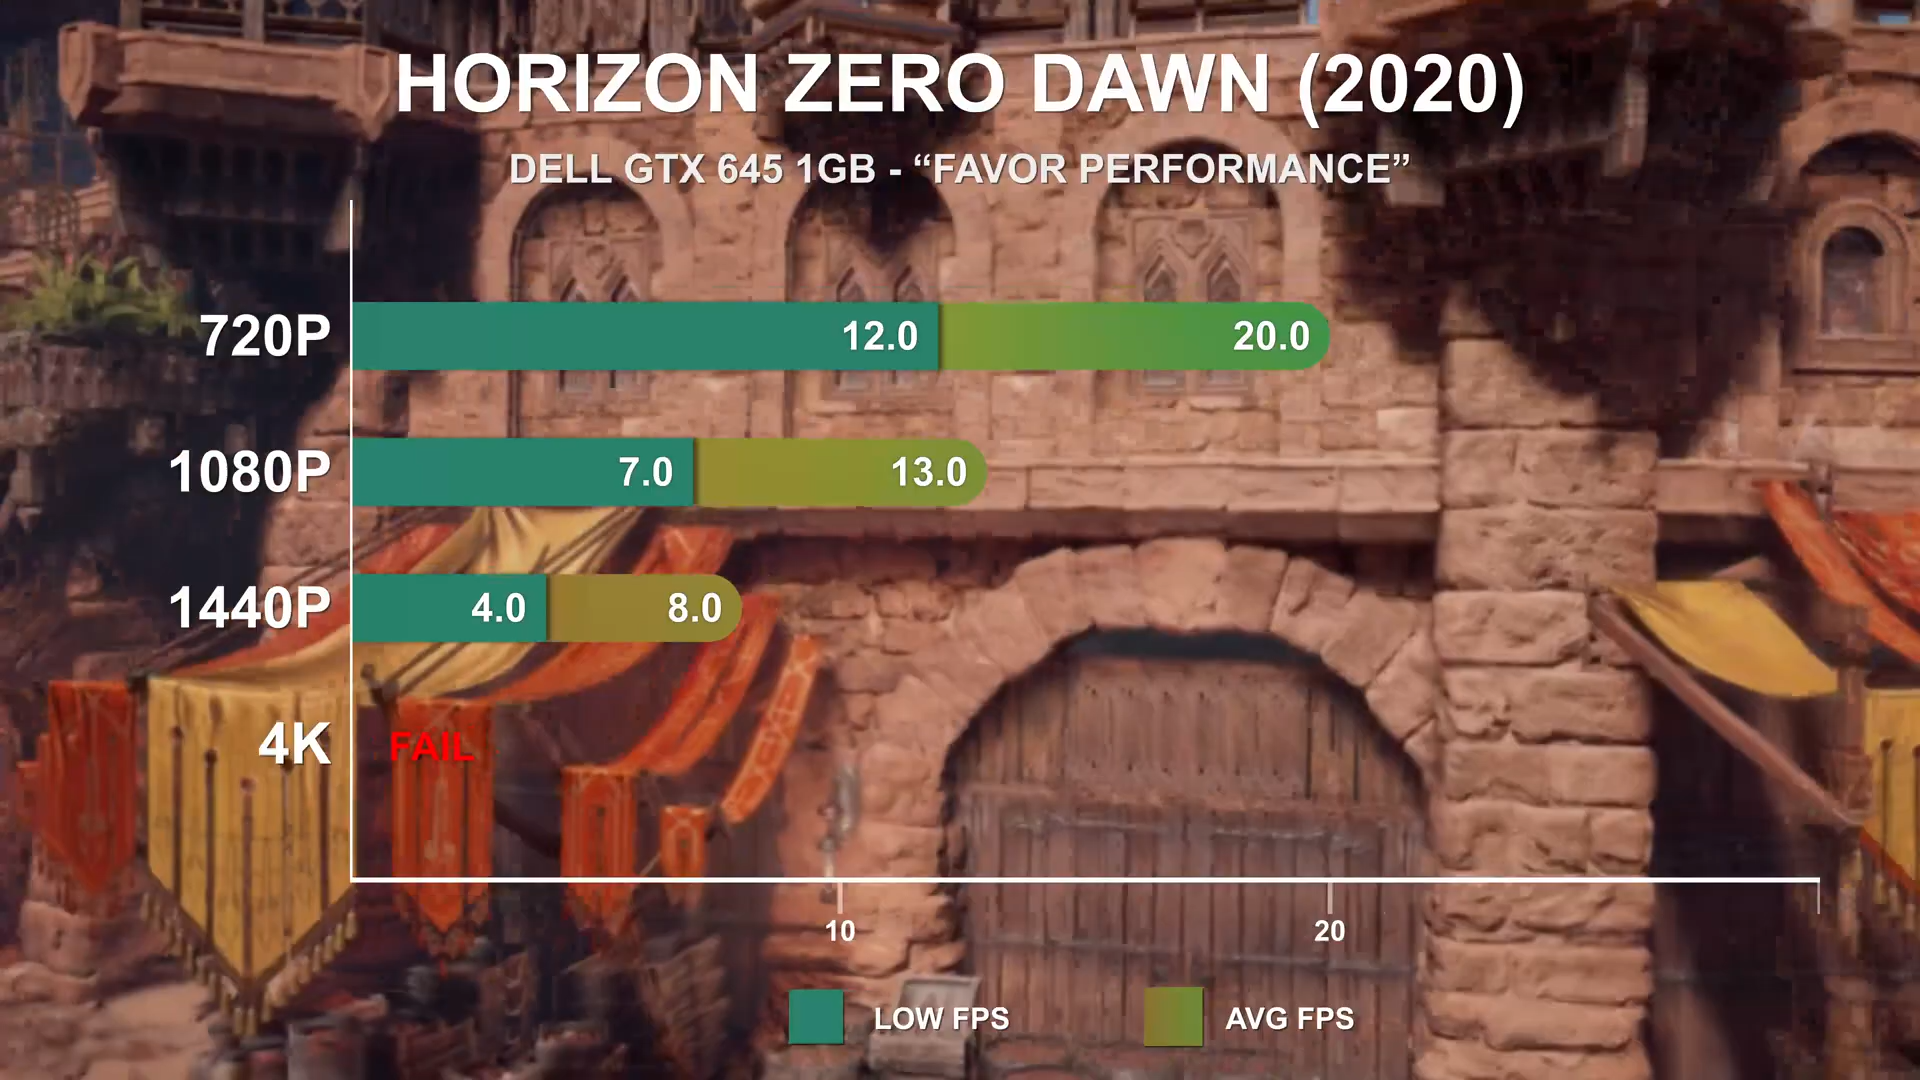 HORIZON ZERO DAWN (2020)
DELL GTX 645 1GB - “FAVOR PERFORMANCE”
720P 12.0 20.0
1080P 7.0 13.0
1440P 4.0 8.0
4K FAIL
10 20
LOW FPS AVG FPS